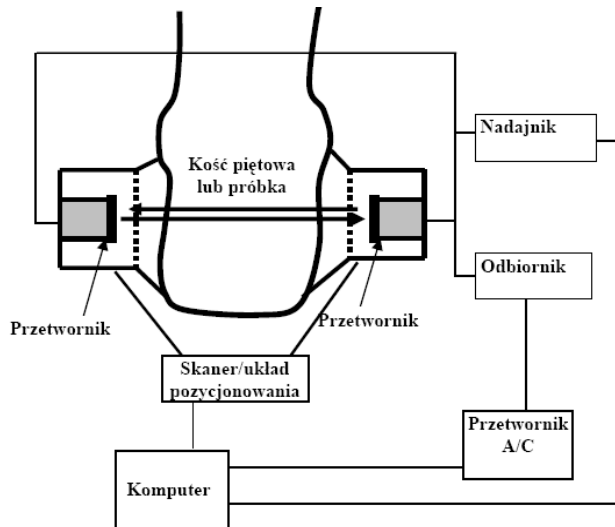 Nadajnik
Kość piętowa
lub próbka
Odbiornik
Przetwornik
Przetwornik
Skaner/układ
pozycjonowania
Przetwornik
A/C
Komputer